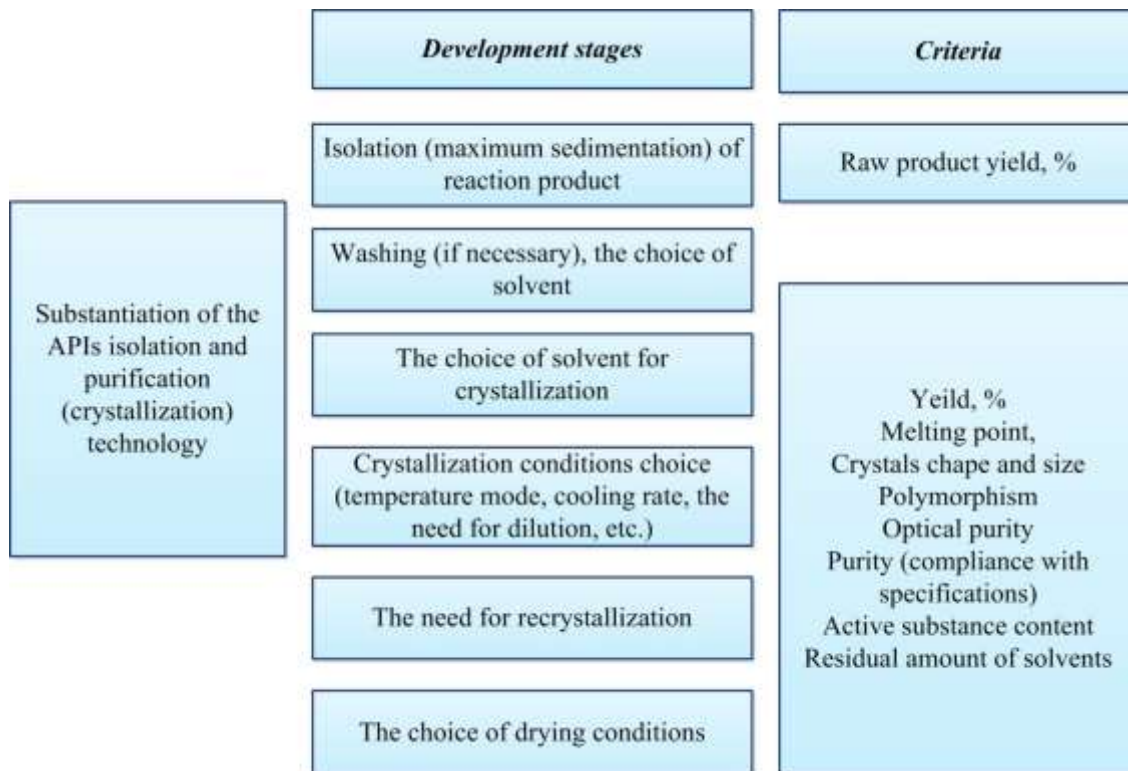 Development stages
Criteria
Isolation (maximum sedimentation) of
reaction product
Raw product yield, %
Substantiation of the
APIs isolation and
purification
(crystallization)
technology
Washing (if necessary), the choice of
solvent
The choice of solvent for
crystallization
Crystallization conditions choice
(temperature mode, cooling rate, the
need for dilution, etc.)
The need for recrystallization
The choice of drying conditions
Yeild, %
Melting point,
Crystals chape and size
Polymorphism
Optical purity
Purity (compliance with
specifications)
Active substance content
Residual amount of solvents